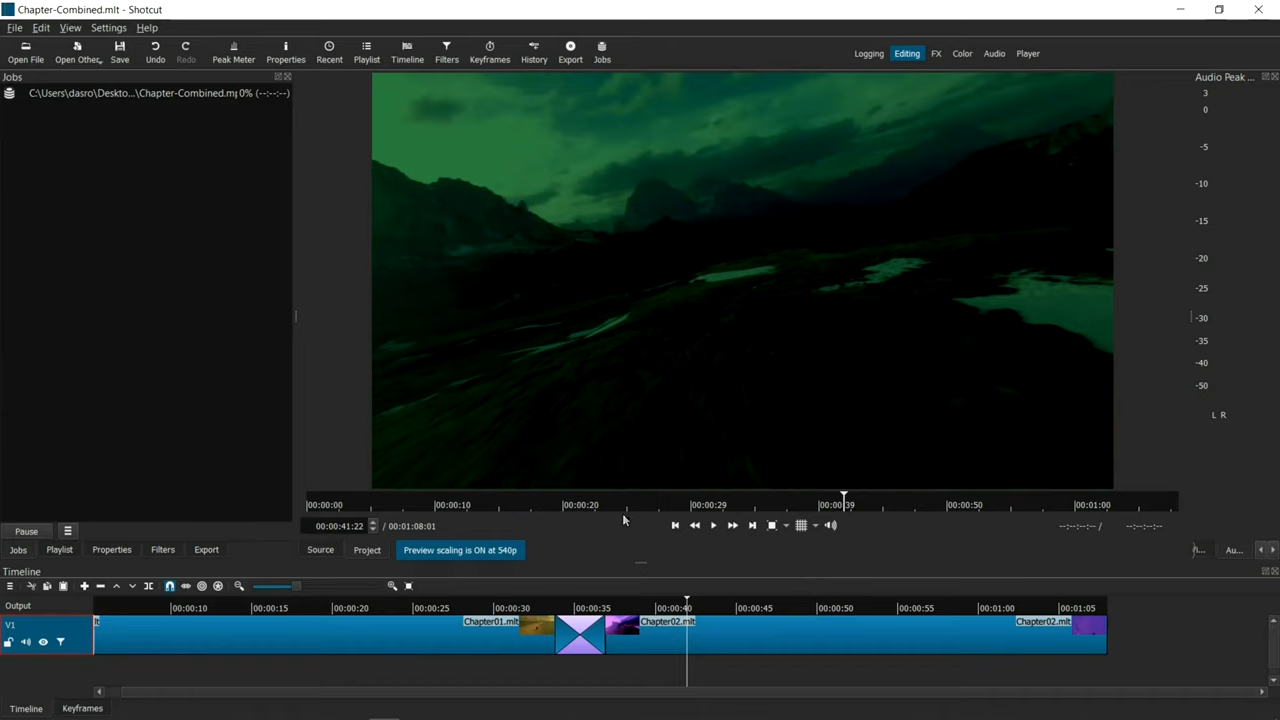 Chapter-Combined.mlt - Shotcut
File Edit View Settings Help
Open File Open Other.. Save Undo Redo Peak Meter Properties Recent Playlist Timeline Filters Keyframes History Export Jobs
Logging Editing FX Color Audio Player
Jobs
Audio Peak ...
C:\Users\dasro\Deskto...\Chapter-Combined.mp 0% (--:--:--)
3
0
-5
-10
-15
-20
-25
-30
-35
-40
-50
L R
00:00:00 00:00:10 00:00:20 00:00:29 00:00:39 00:00:50 00:01:00
Pause
00:00:41:22 / 00:01:08:01
--:--:--:-- / --:--:--:--
Jobs Playlist Properties Filters Export
Source Project Preview scaling is ON at 540p
Au...
Timeline
Output
00:00:10 00:00:15 00:00:20 00:00:25 00:00:30 00:00:35 00:00:40 00:00:45 00:00:50 00:00:55 00:01:00 00:01:05
V1
lt Chapter01.mlt Chapter02.mlt Chapter02.mlt
Timeline Keyframes